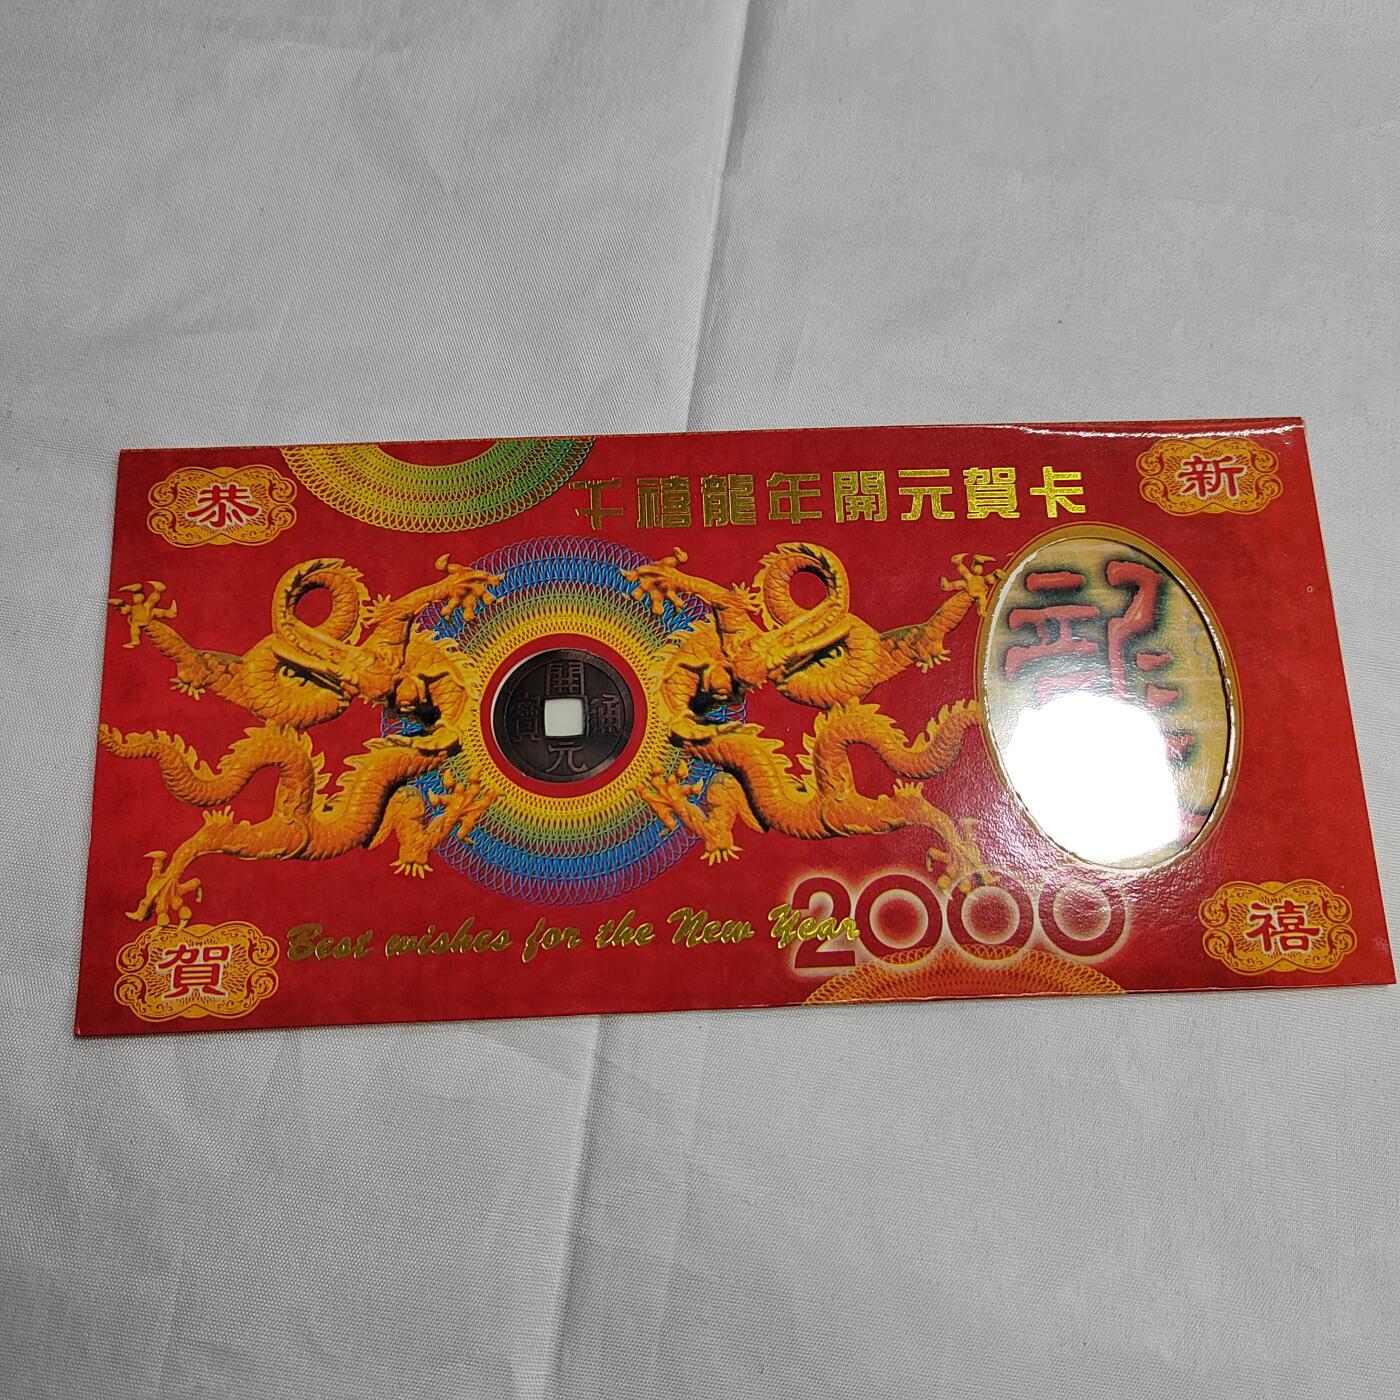 恭
千禧龍年開元賀卡
新
開元通寶
Best wishes for the New Year
2000
賀
禧